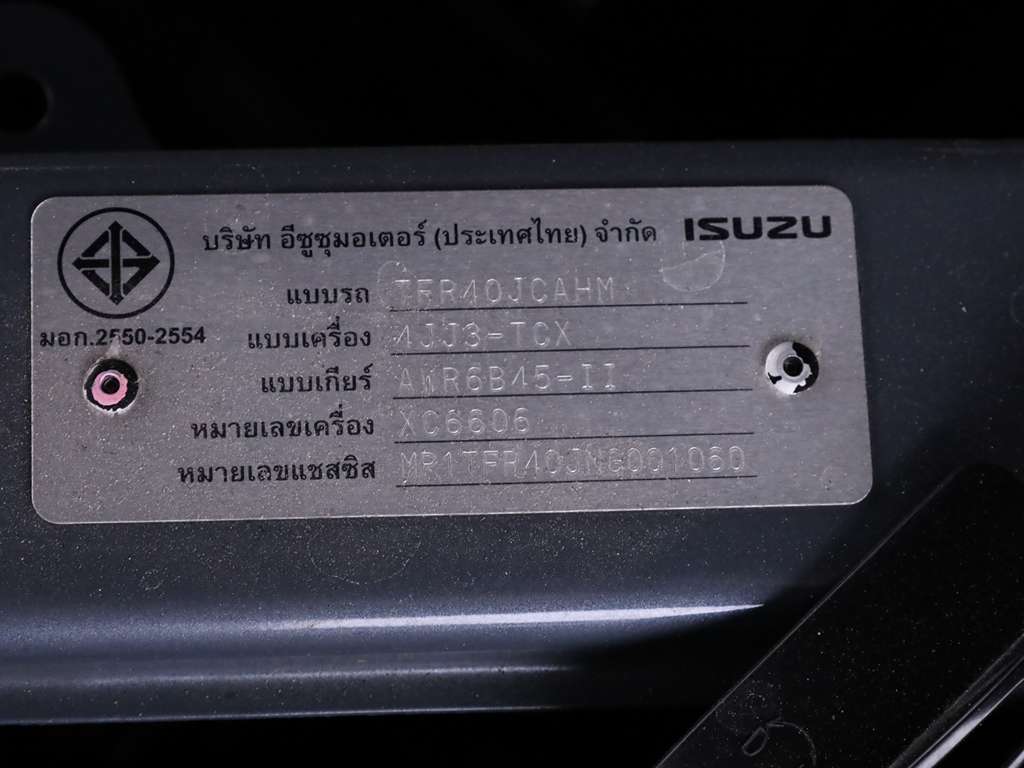 บริษัท อีซูซุมอเตอร์ (ประเทศไทย) จำกัด ISUZU
มอก.2550-2554
แบบรถ TFR40JCAHM
แบบเครื่อง 4JJ3-TCX
แบบเกียร์ AWR6B45-II
หมายเลขเครื่อง XC6606
หมายเลขแชสซิส MR1TFR40JNG001060